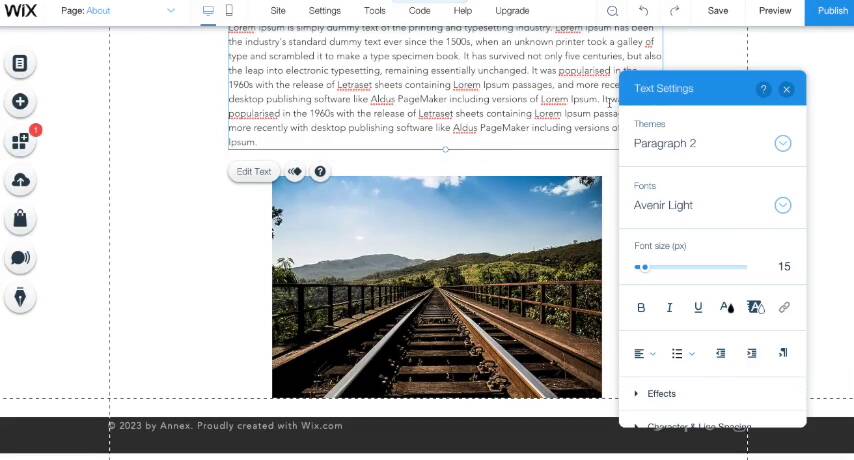 WiX
Page: About
Site
Settings
Tools
Code
Help
Upgrade
Save
Preview
Publish
Lorem Ipsum is simply dummy text of the printing and typesetting industry. Lorem Ipsum has been
the industry's standard dummy text ever since the 1500s, when an unknown printer took a galley of
type and scrambled it to make a type specimen book. It has survived not only five centuries, but also
the leap into electronic typesetting, remaining essentially unchanged. It was popularised in the
1960s with the release of Letraset sheets containing Lorem Ipsum passages, and more
desktop publishing software like Aldus PageMaker including versions of Lorem Ipsum. It
popularised in the 1960s with the release of Letraset sheets containing Lorem Ipsum
more recently with desktop publishing software like Aldus PageMaker including versions of
Ipsum.
1
Edit Text
?
Text Settings
?
Themes
Paragraph 2
Fonts
Avenir Light
Font size (px)
15
B I U A A
Effects
Character & Line Spacing
© 2023 by Annex. Proudly created with Wix.com